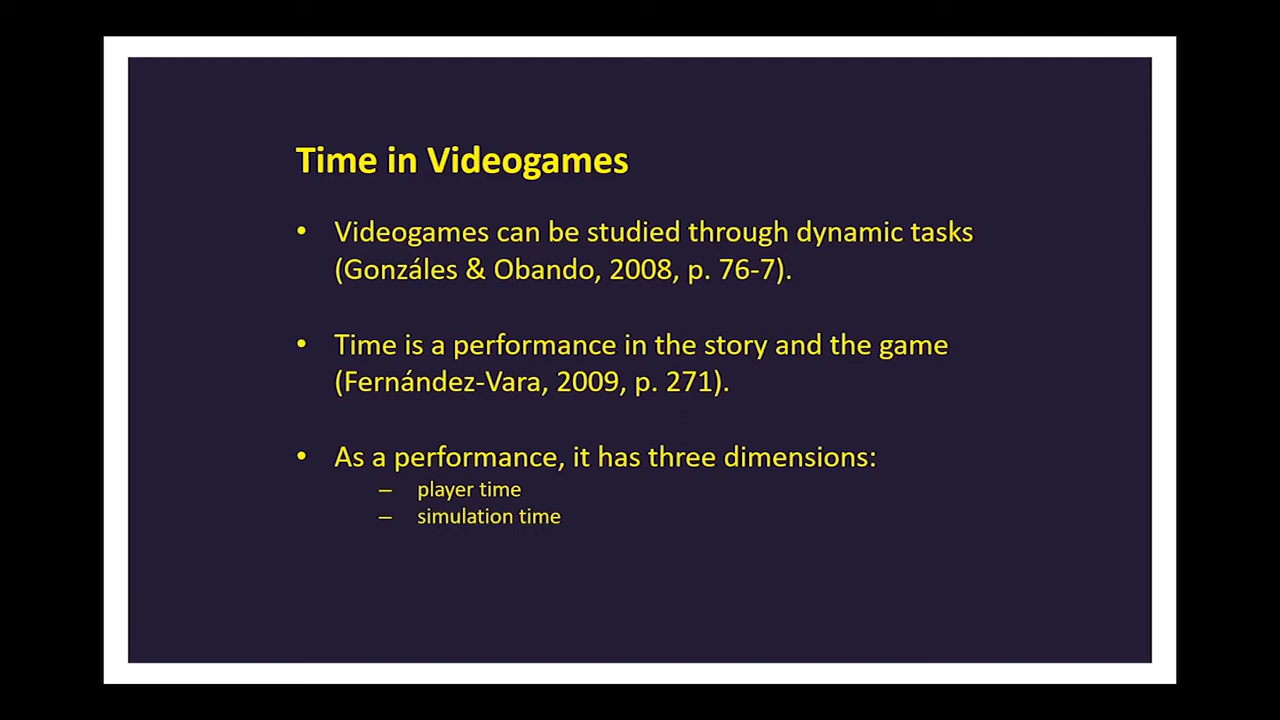 Time in Videogames
• Videogames can be studied through dynamic tasks
(Gonzáles & Obando, 2008, p. 76-7).
• Time is a performance in the story and the game
(Fernández-Vara, 2009, p. 271).
• As a performance, it has three dimensions:
– player time
– simulation time